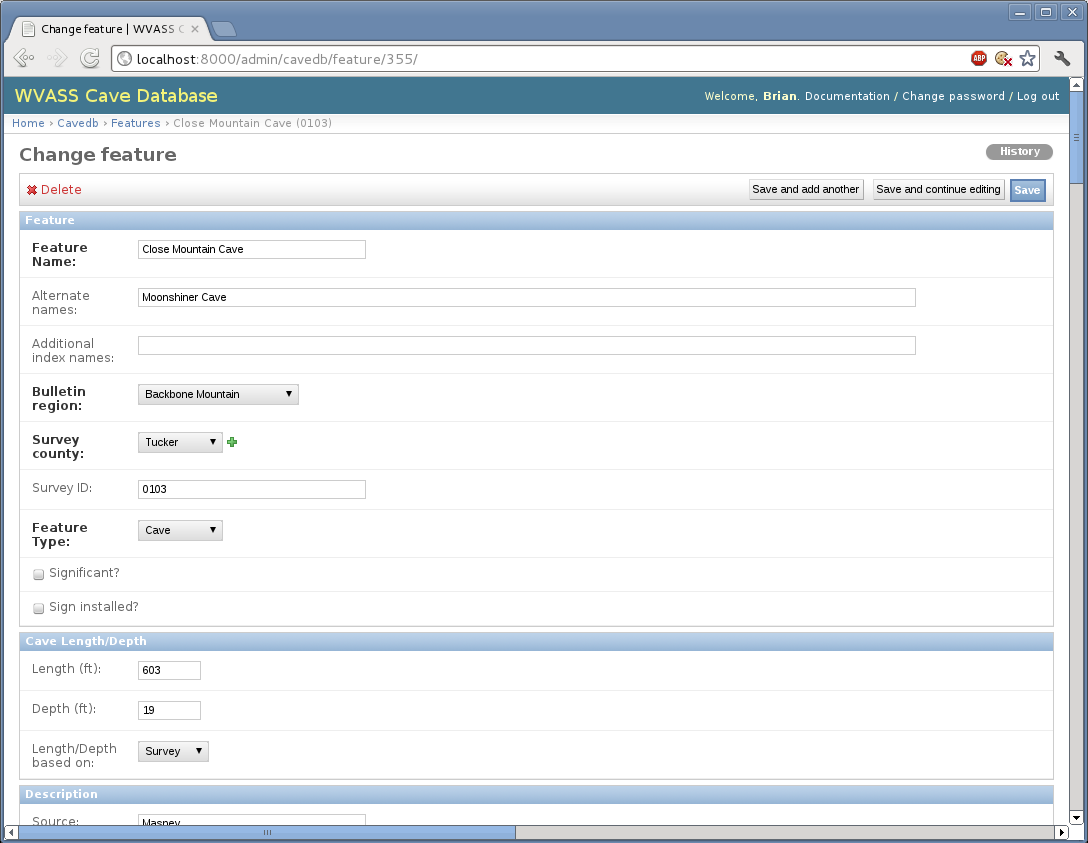 Change feature | WVASS C
localhost:8000/admin/cavedb/feature/355/
ABP
WVASS Cave Database
Welcome, Brian. Documentation / Change password / Log out
Home › Cavedb › Features › Close Mountain Cave (0103)
Change feature
History
Delete
Save and add another
Save and continue editing
Save
Feature
Feature
Name:
Close Mountain Cave
Alternate
names:
Moonshiner Cave
Additional
index names:
Bulletin
region:
Backbone Mountain
Survey
county:
Tucker
Survey ID:
0103
Feature
Type:
Cave
Significant?
Sign installed?
Cave Length/Depth
Length (ft):
603
Depth (ft):
19
Length/Depth
based on:
Survey
Description
Source:
Masney